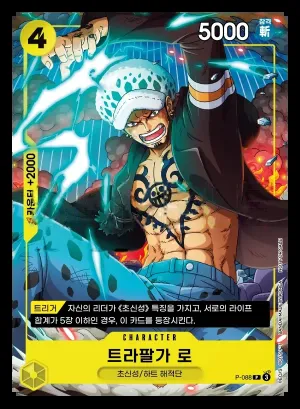 4
5000
참격
斬
카운터 +2000
트리거 자신의 리더가 《초신성》 특징을 가지고, 서로의 라이프
합계가 5장 이하인 경우, 이 카드를 등장시킨다.
CHARACTER
트라팔가 로
초신성/하트 해적단
P-088 P 3